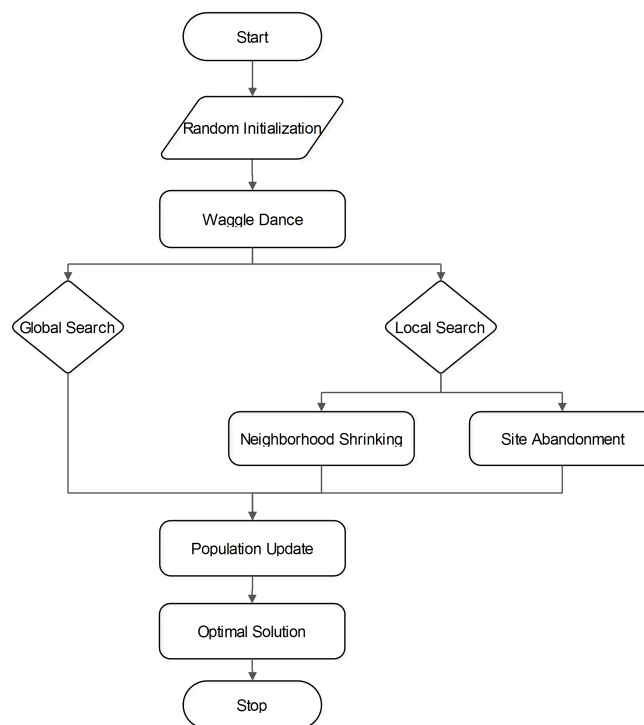 Start
Random Initialization
Waggle Dance
Global Search
Local Search
Neighborhood Shrinking
Site Abandonment
Population Update
Optimal Solution
Stop